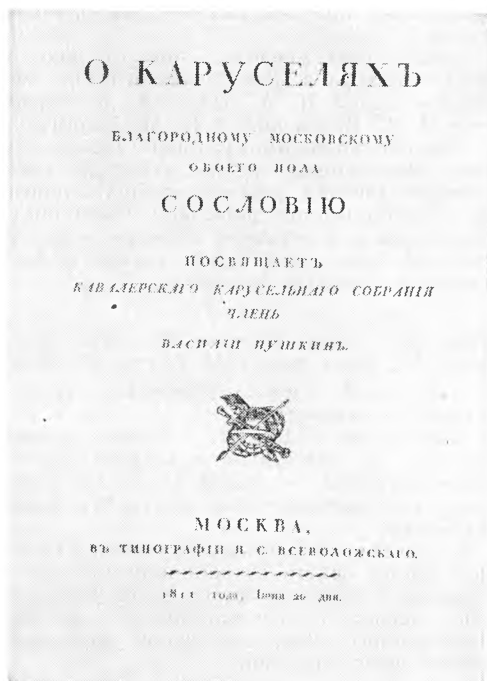 О КАРУСЕЛЯХЪ
БЛАГОРОДНОМУ МОСКОВСКОМУ
ОБОЕГО ПОЛА
СОСЛОВІЮ
ПОСВЯЩАЕТЪ
КАВАЛЕРСКАГО КАРУСЕЛЬНАГО СОБРАНІЯ
ЧЛЕНЬ
ВАСИЛІЙ ПУШКИНЪ.
МОСКВА,
ВЪ ТИПОГРАФІИ Н. С. ВСЕВОЛОЖСКАГО.
1811 года, Іюня 26 дня.